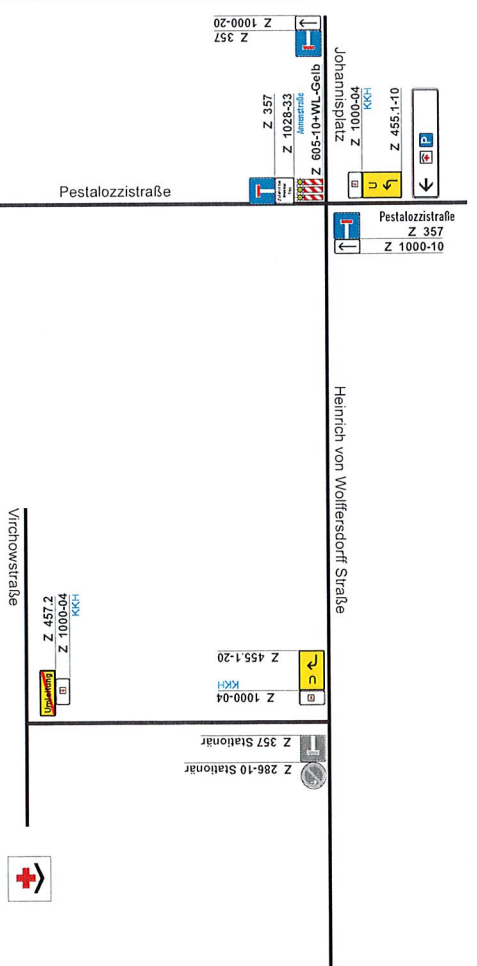 Z 1000-20
Z 357
Z 357
Z 1028-33
Annenstraße
Z 605-10+WL-Gelb
Johannisplatz
Z 1000-04
KKH
Z 455.1-10
U
P
Pestalozzistraße
Pestalozzistraße
Z 357
Z 1000-10
Heinrich von Wolffersdorff Straße
Virchowstraße
Z 457.2
Z 1000-04
KKH
Umleitung
Z 455.1-20
KKH
Z 1000-04
U
Z 357 Stationär
Z 286-10 Stationär